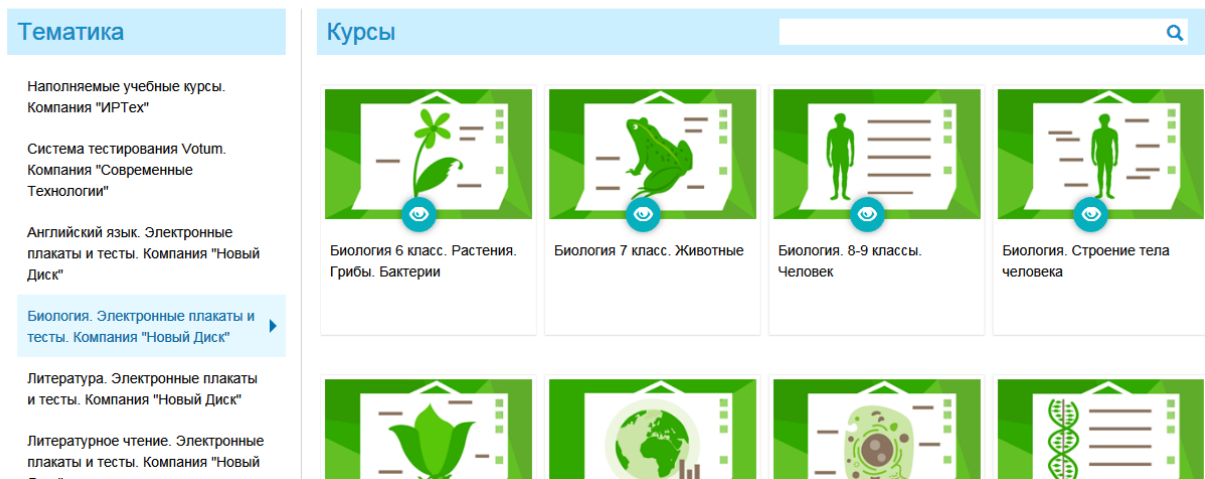 Тематика
Наполняемые учебные курсы.
Компания "ИРТех"
Система тестирования Votum.
Компания "Современные
Технологии"
Английский язык. Электронные
плакаты и тесты. Компания "Новый
Диск"
Биология. Электронные плакаты и
тесты. Компания "Новый Диск"
Литература. Электронные плакаты
и тесты. Компания "Новый Диск"
Литературное чтение. Электронные
плакаты и тесты. Компания "Новый
Курсы
Биология 6 класс. Растения.
Грибы. Бактерии
Биология 7 класс. Животные
Биология. 8-9 классы.
Человек
Биология. Строение тела
человека